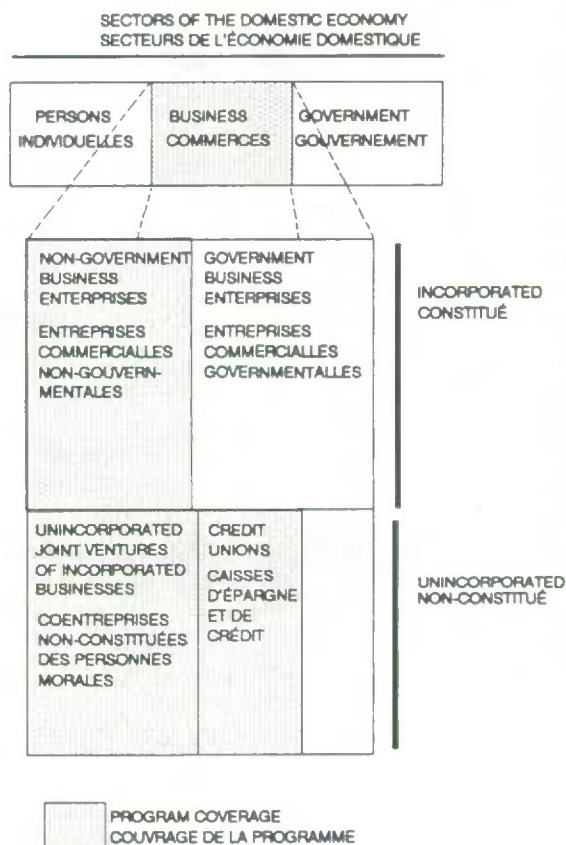 SECTORS OF THE DOMESTIC ECONOMY
SECTEURS DE L'ÉCONOMIE DOMESTIQUE
PERSONS
INDIVIDUELLES
BUSINESS
COMMERCES
GOVERNMENT
GOUVERNEMENT
NON-GOVERNMENT
BUSINESS
ENTERPRISES
ENTREPRISES
COMMERCIALLES
NON-GOUVERN-
MENTALES
GOVERNMENT
BUSINESS
ENTERPRISES
ENTREPRISES
COMMERCIALLES
GOVERNMENTALLES
INCORPORATED
CONSTITUÉ
UNINCORPORATED
JOINT VENTURES
OF INCORPORATED
BUSINESSES
COENTREPRISES
NON-CONSTITUÉES
DES PERSONNES
MORALES
CREDIT
UNIONS
CAISSES
D'ÉPARGNE
ET DE
CRÉDIT
UNINCORPORATED
NON-CONSTITUÉ
PROGRAM COVERAGE
COUVRAGE DE LA PROGRAMME